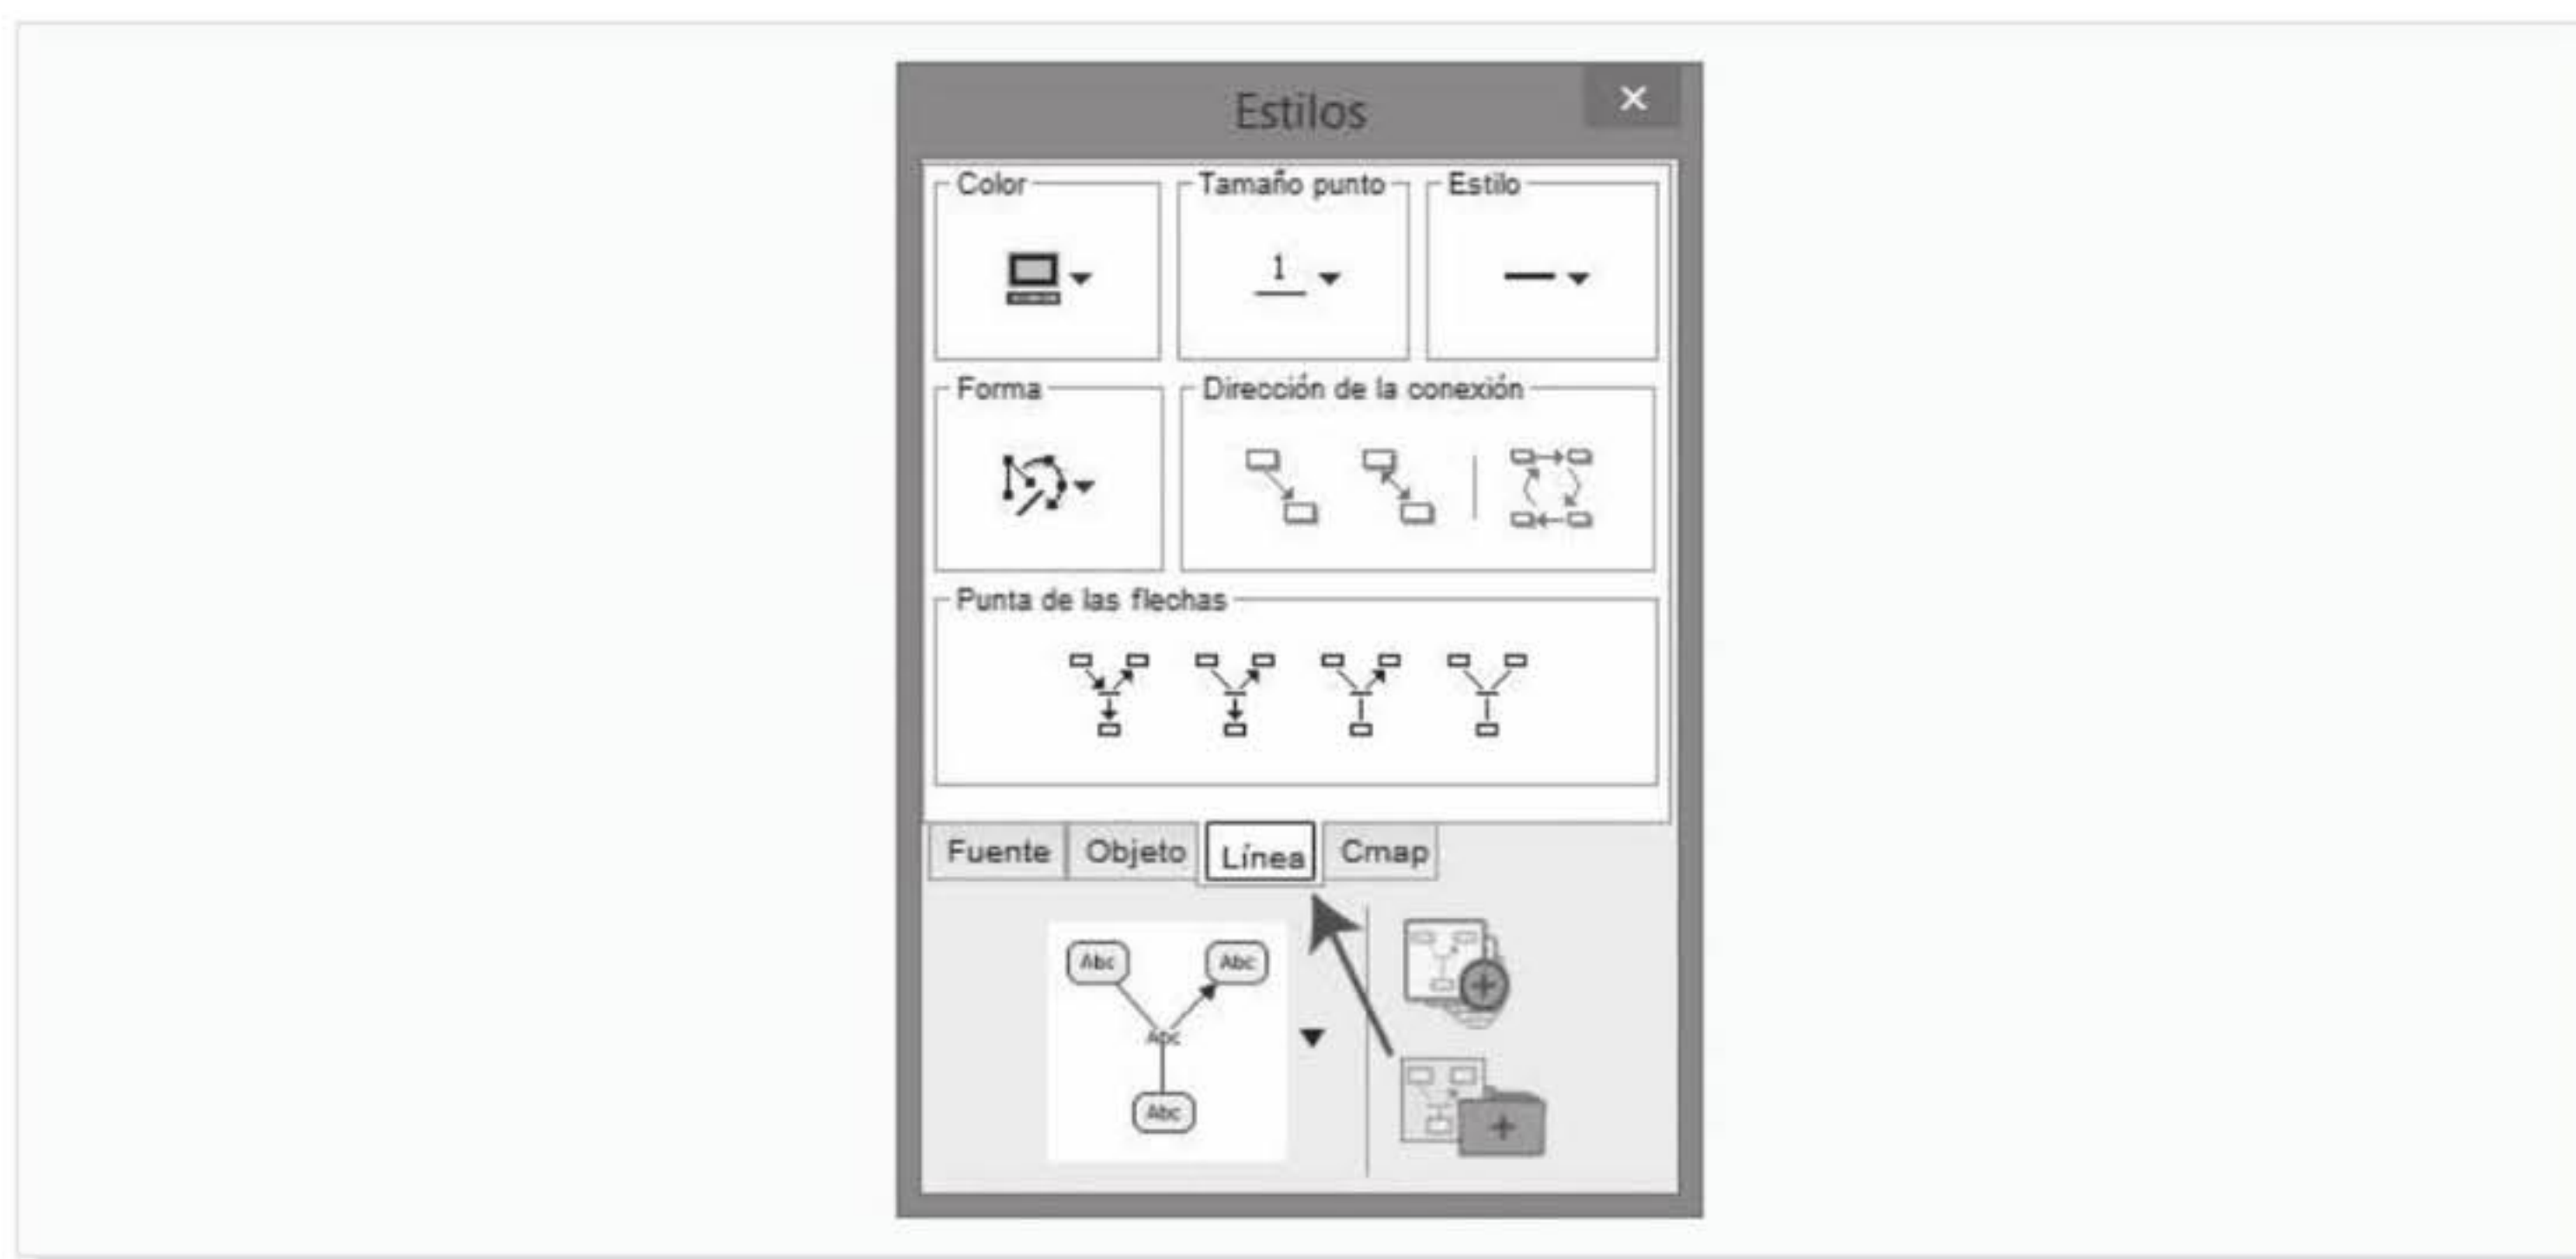 Estilos
Color
Tamaño punto
Estilo
1
Forma
Dirección de la conexión
Punta de las flechas
Fuente
Objeto
Línea
Cmap
Abc
Abc
Abc
Abc